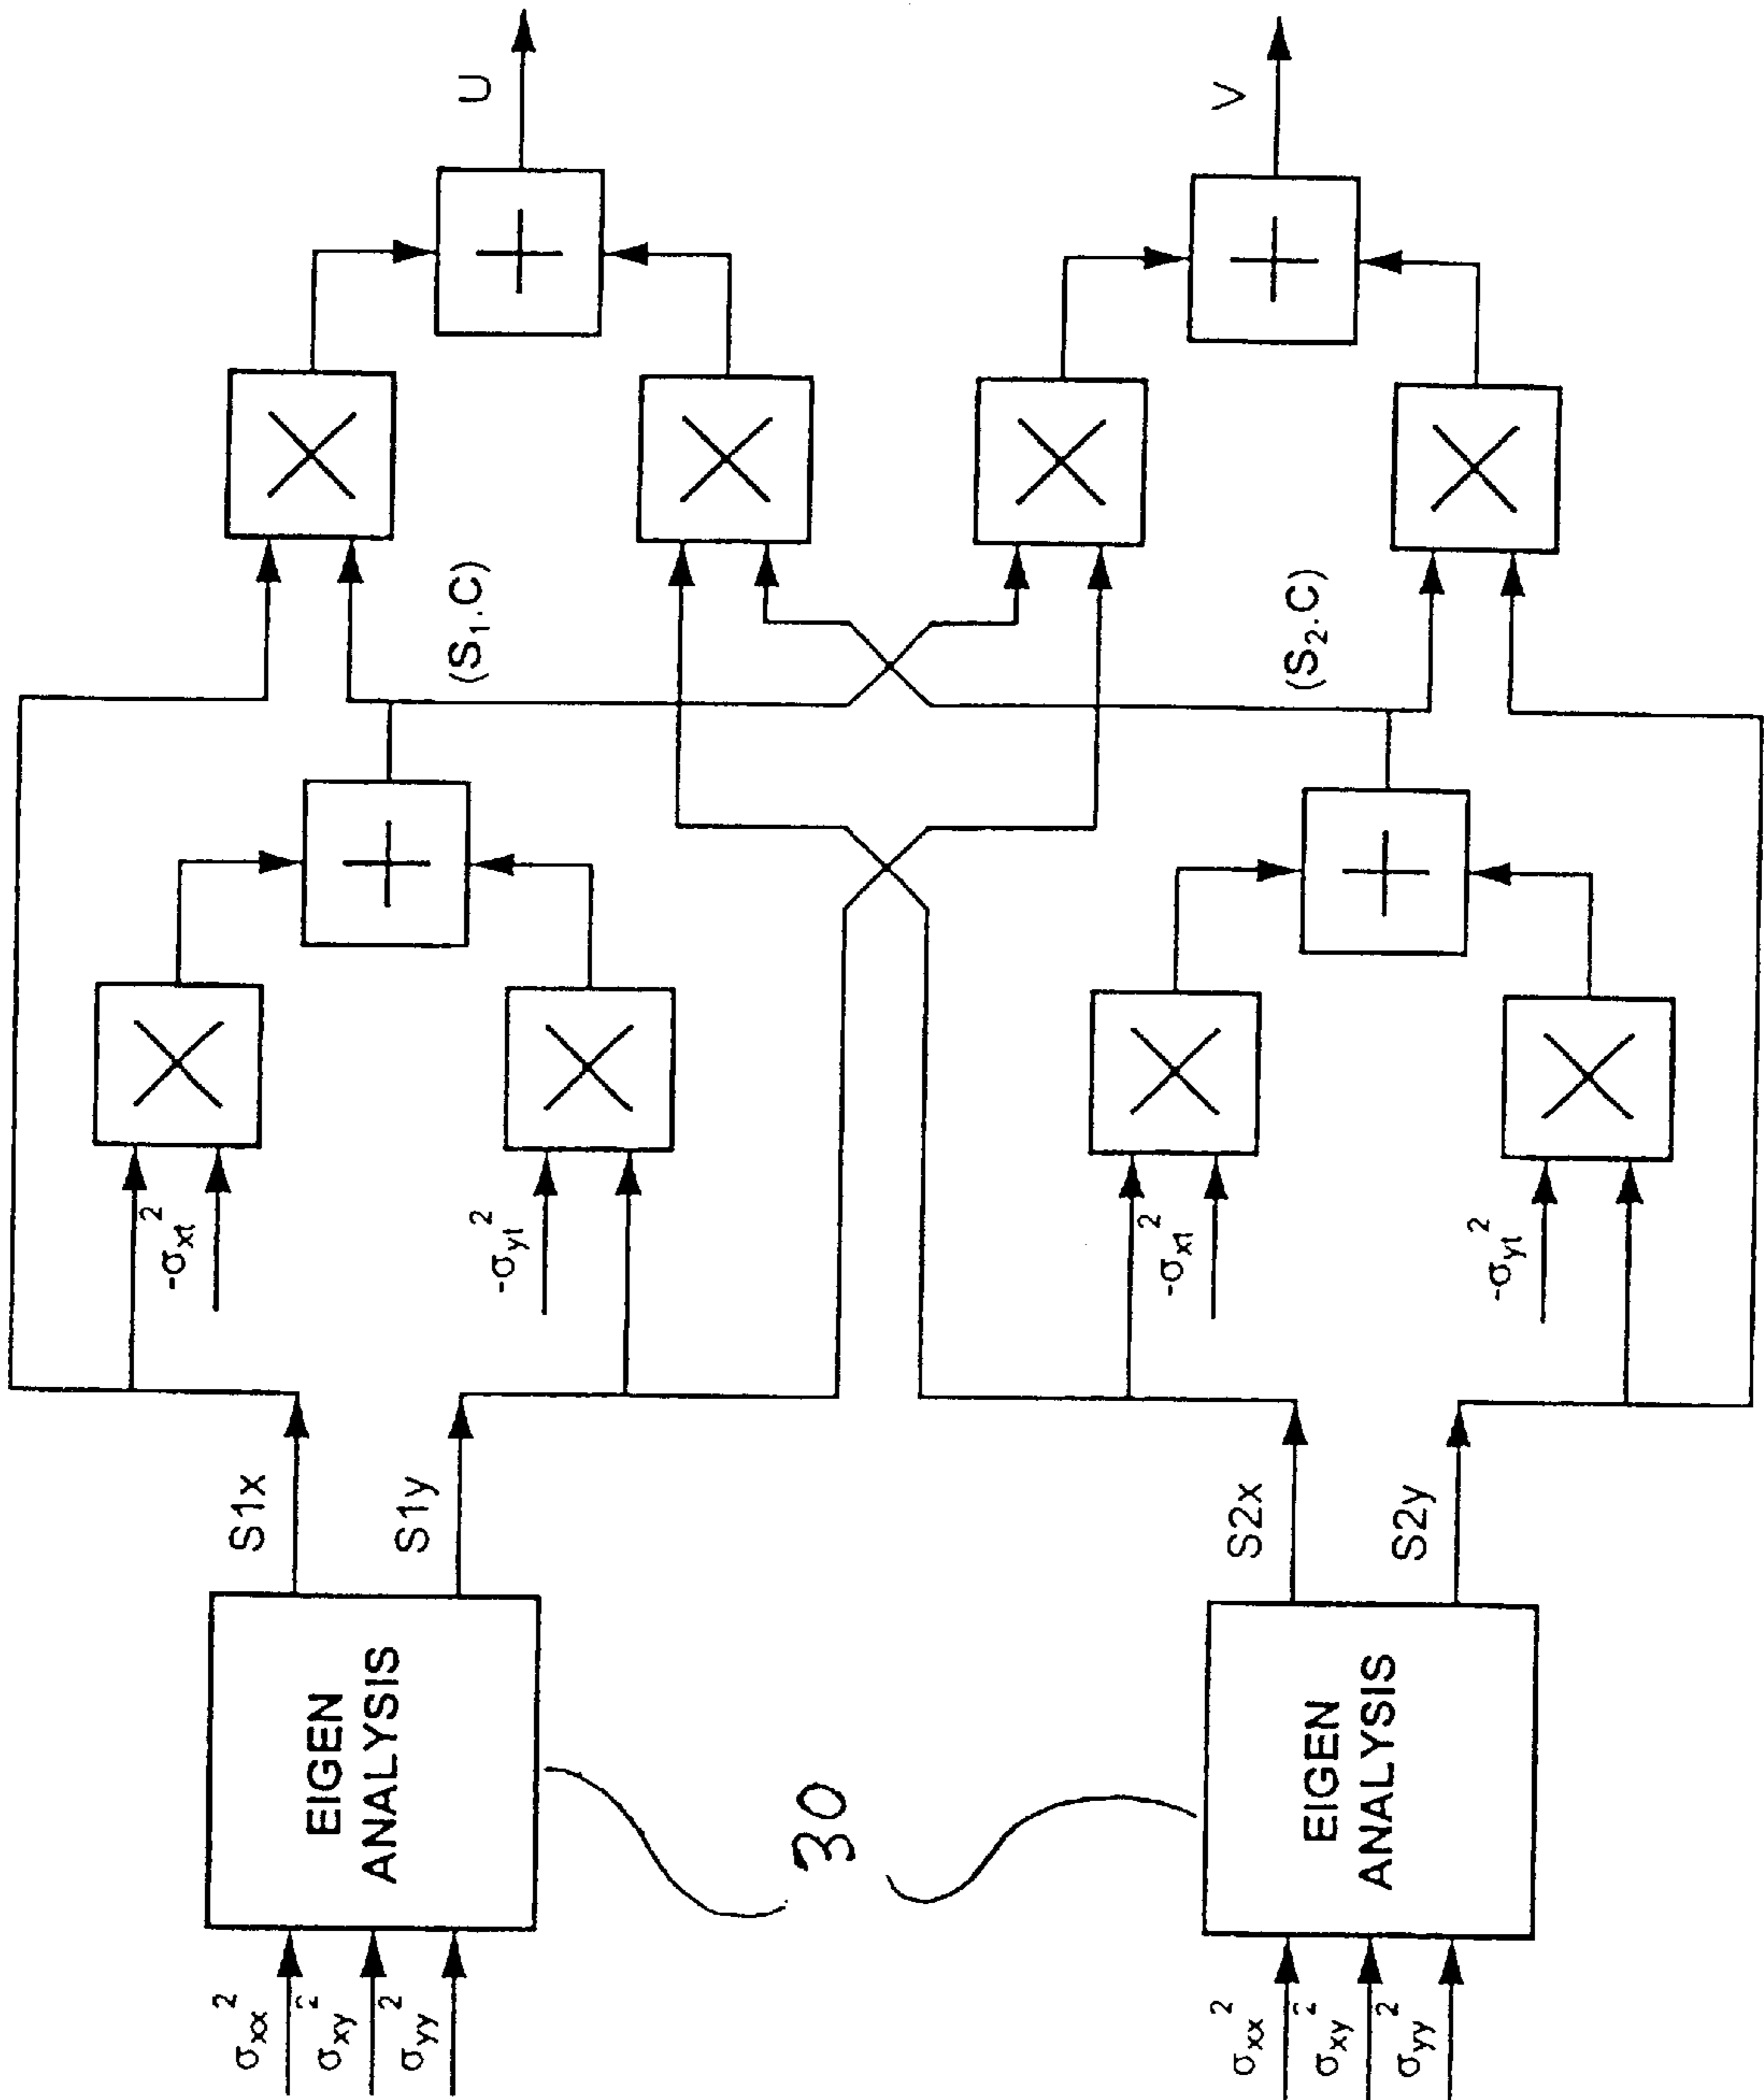 σxx²
σxy²
σyy²
EIGEN
ANALYSIS
S1x
S1y
-σxt²
-σyt²
(S₁.C)
U
30
σxx²
σxy²
σyy²
EIGEN
ANALYSIS
S2x
S2y
-σxt²
-σyt²
(S₂.C)
V